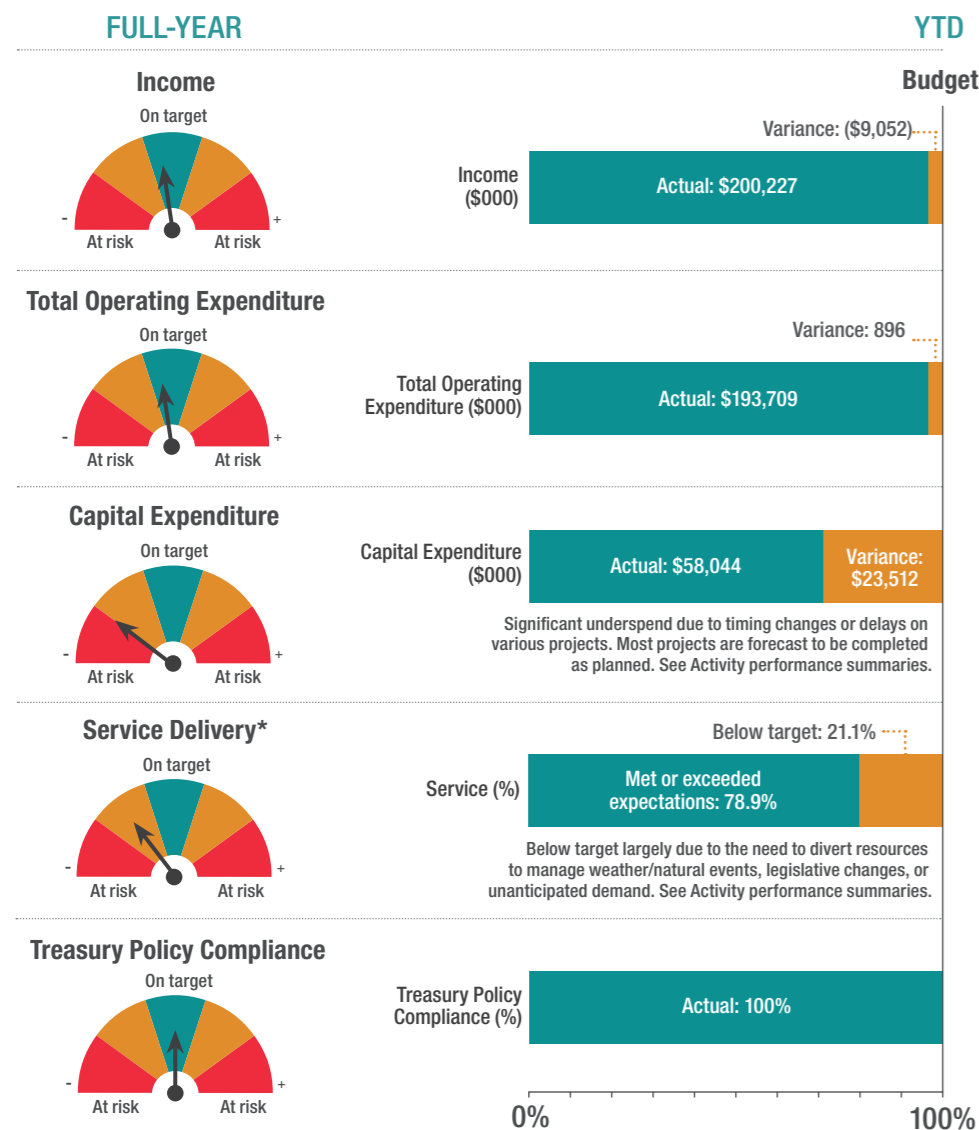 FULL-YEAR
YTD
Income
On target
-
+
At risk
At risk
Budget
Variance: ($9,052)
Income
($000)
Actual: $200,227
Total Operating Expenditure
On target
-
+
At risk
At risk
Variance: 896
Total Operating
Expenditure ($000)
Actual: $193,709
Capital Expenditure
On target
-
+
At risk
At risk
Capital Expenditure
($000)
Actual: $58,044
Variance:
$23,512
Significant underspend due to timing changes or delays on
various projects. Most projects are forecast to be completed
as planned. See Activity performance summaries.
Service Delivery*
On target
-
+
At risk
At risk
Below target: 21.1%
Service (%)
Met or exceeded
expectations: 78.9%
Below target largely due to the need to divert resources
to manage weather/natural events, legislative changes, or
unanticipated demand. See Activity performance summaries.
Treasury Policy Compliance
On target
-
+
At risk
At risk
Treasury Policy
Compliance (%)
Actual: 100%
0%
100%